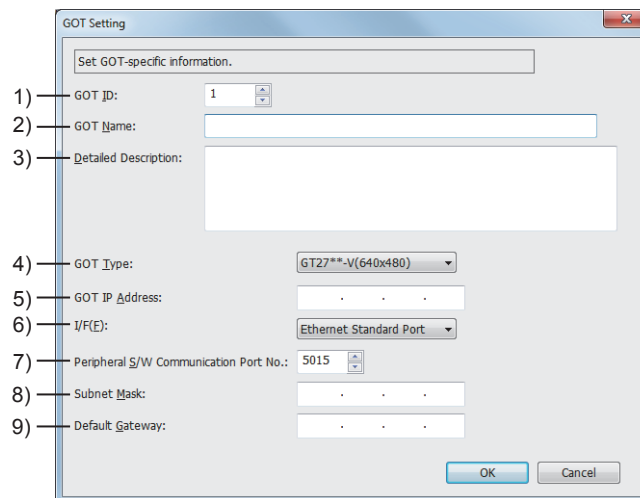 GOT Setting
Set GOT-specific information.
1) GOT ID: 1
2) GOT Name:
3) Detailed Description:
4) GOT Type: GT27**-V(640x480)
5) GOT IP Address: . . .
6) I/F(F): Ethernet Standard Port
7) Peripheral S/W Communication Port No.: 5015
8) Subnet Mask: . . .
9) Default Gateway: . . .
OK Cancel